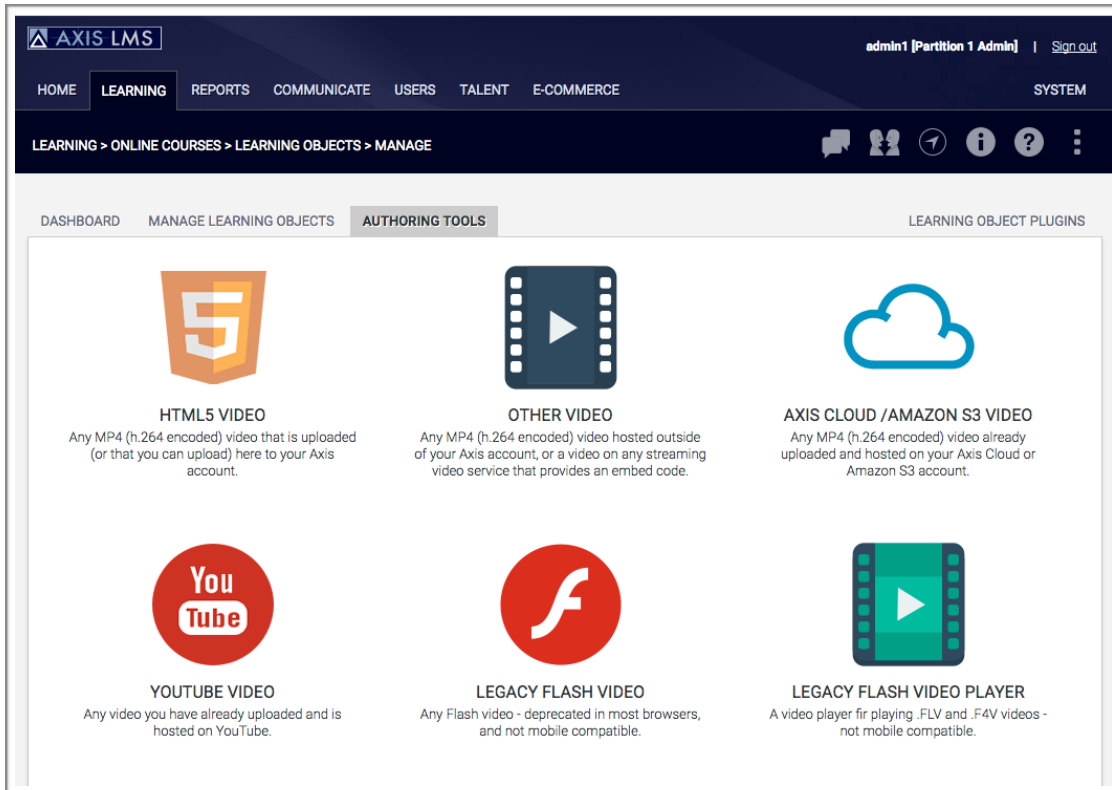 AXIS LMS
admin1 [Partition 1 Admin] | Sign out
HOME LEARNING REPORTS COMMUNICATE USERS TALENT E-COMMERCE SYSTEM
LEARNING > ONLINE COURSES > LEARNING OBJECTS > MANAGE
DASHBOARD MANAGE LEARNING OBJECTS AUTHORING TOOLS LEARNING OBJECT PLUGINS
HTML5 VIDEO
Any MP4 (h.264 encoded) video that is uploaded
(or that you can upload) here to your Axis
account.
OTHER VIDEO
Any MP4 (h.264 encoded) video hosted outside
of your Axis account, or a video on any streaming
video service that provides an embed code.
AXIS CLOUD /AMAZON S3 VIDEO
Any MP4 (h.264 encoded) video already
uploaded and hosted on your Axis Cloud or
Amazon S3 account.
You
Tube
YOUTUBE VIDEO
Any video you have already uploaded and is
hosted on YouTube.
LEGACY FLASH VIDEO
Any Flash video - deprecated in most browsers,
and not mobile compatible.
LEGACY FLASH VIDEO PLAYER
A video player fir playing .FLV and .F4V videos -
not mobile compatible.